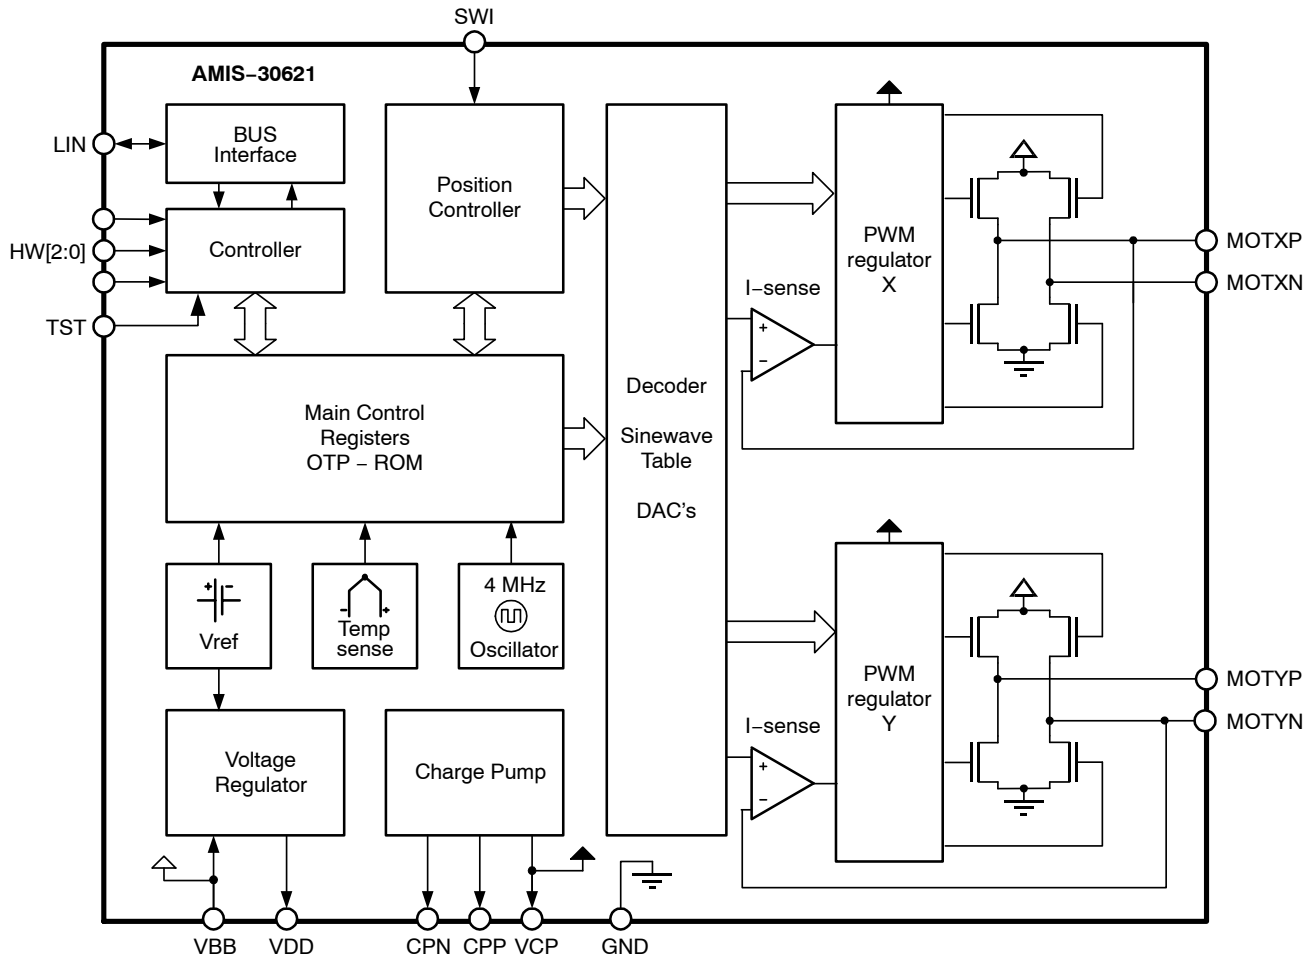 SWI
AMIS−30621
LIN
BUS
Interface
Position
Controller
HW[2:0]
Controller
TST
PWM
regulator
X
MOTXP
MOTXN
I−sense
+
−
Main Control
Registers
OTP − ROM
Decoder
Sinewave
Table
DAC's
+ −
Vref
− +
Temp
sense
4 MHz
Oscillator
PWM
regulator
Y
MOTYP
MOTYN
I−sense
+
−
Voltage
Regulator
Charge Pump
VBB
VDD
CPN
CPP
VCP
GND